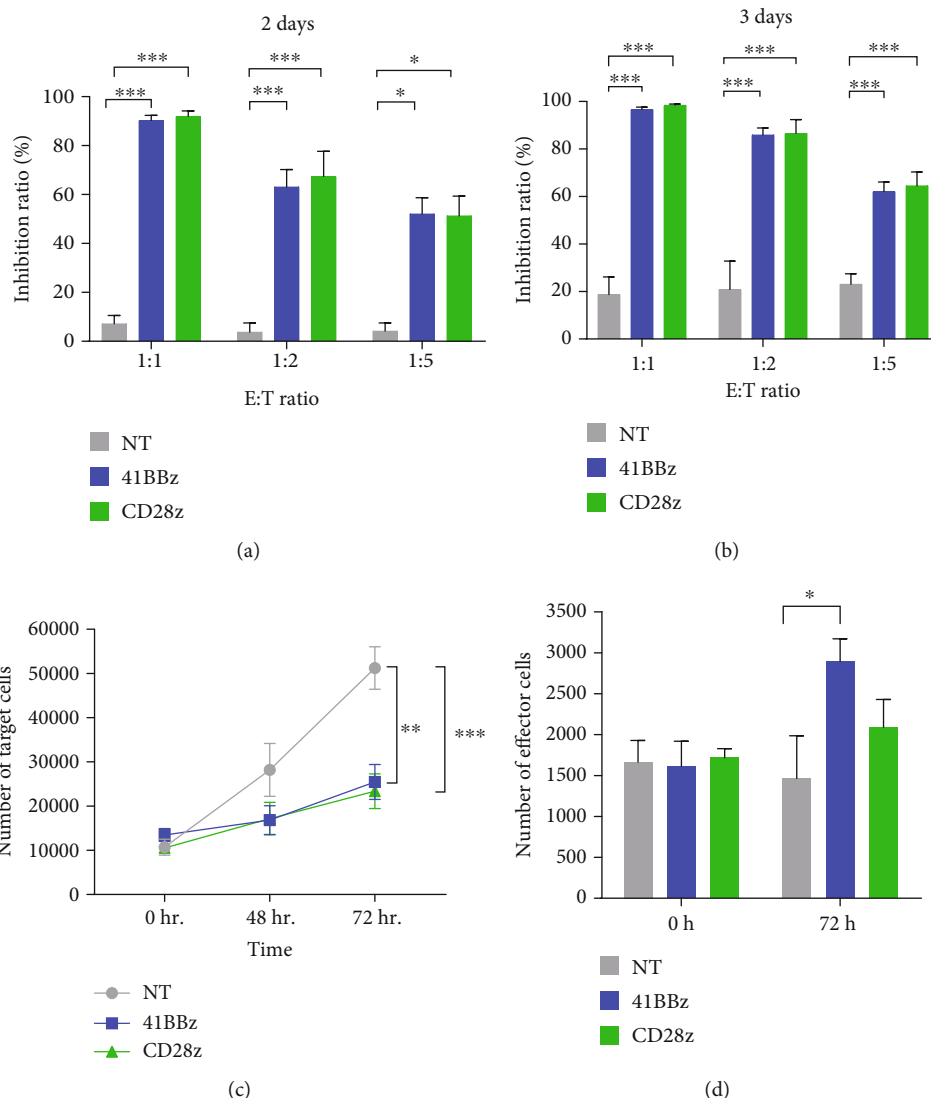 2 days
***
***
***
***
*
*
100
80
60
40
20
0
Inhibition ratio (%)
1:1
1:2
1:5
E:T ratio
NT
41BBz
CD28z
(a)
3 days
***
***
***
***
***
***
100
80
60
40
20
0
Inhibition ratio (%)
1:1
1:2
1:5
E:T ratio
NT
41BBz
CD28z
(b)
60000
50000
40000
30000
20000
10000
0
Number of target cells
**
***
0 hr.
48 hr.
72 hr.
Time
NT
41BBz
CD28z
(c)
3500
3000
2500
2000
1500
1000
500
0
Number of effector cells
*
0 h
72 h
NT
41BBz
CD28z
(d)